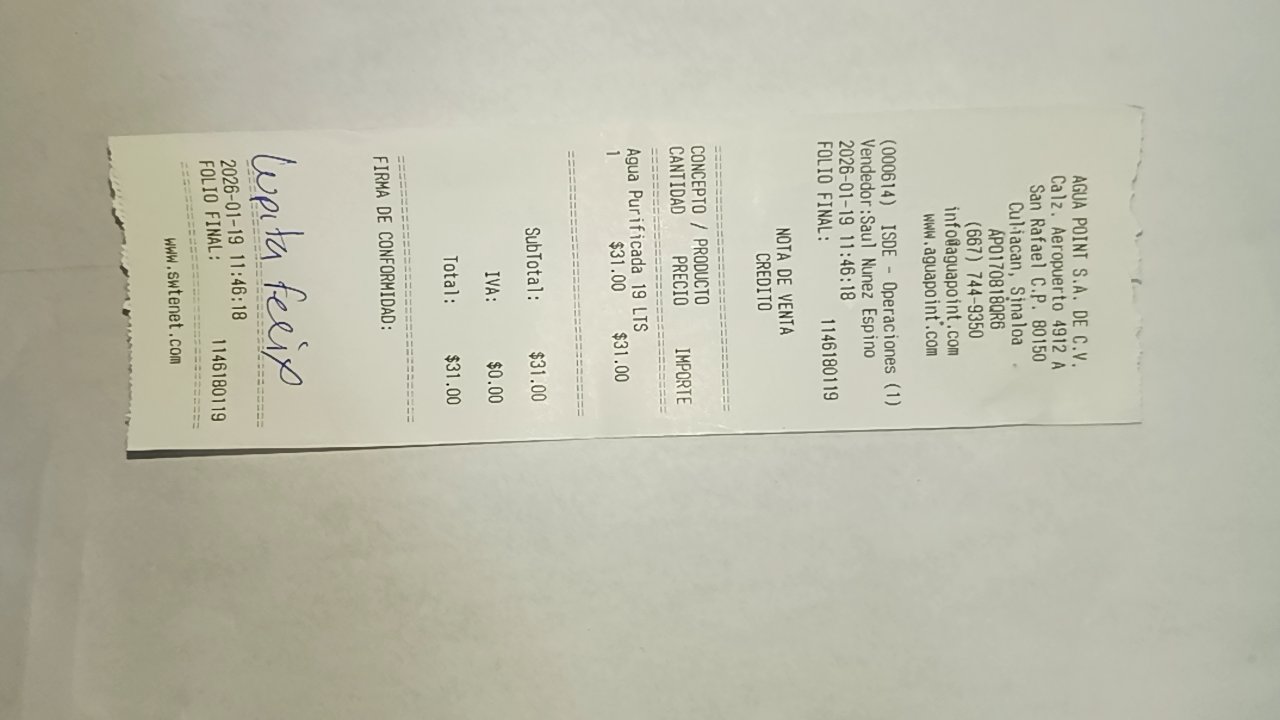 AGUA POINT S.A. DE C.V.
Calz. Aeropuerto 4912 A
San Rafael C.P. 80150
Culiacan, Sinaloa .
APO170818QR6
(667) 744-9350
info@aguapoint.com
www.aguapoint.com
(000614) ISDE - Operaciones (1)
Vendedor:Saul Nunez Espino
2026-01-19 11:46:18
FOLIO FINAL: 1146180119
NOTA DE VENTA
CREDITO
CONCEPTO / PRODUCTO
CANTIDAD PRECIO IMPORTE
Agua Purificada 19 LTS
1 $31.00 $31.00
SubTotal: $31.00
IVA: $0.00
Total: $31.00
FIRMA DE CONFORMIDAD:
Lupita Felix
2026-01-19 11:46:18
FOLIO FINAL: 1146180119
www.swtenet.com